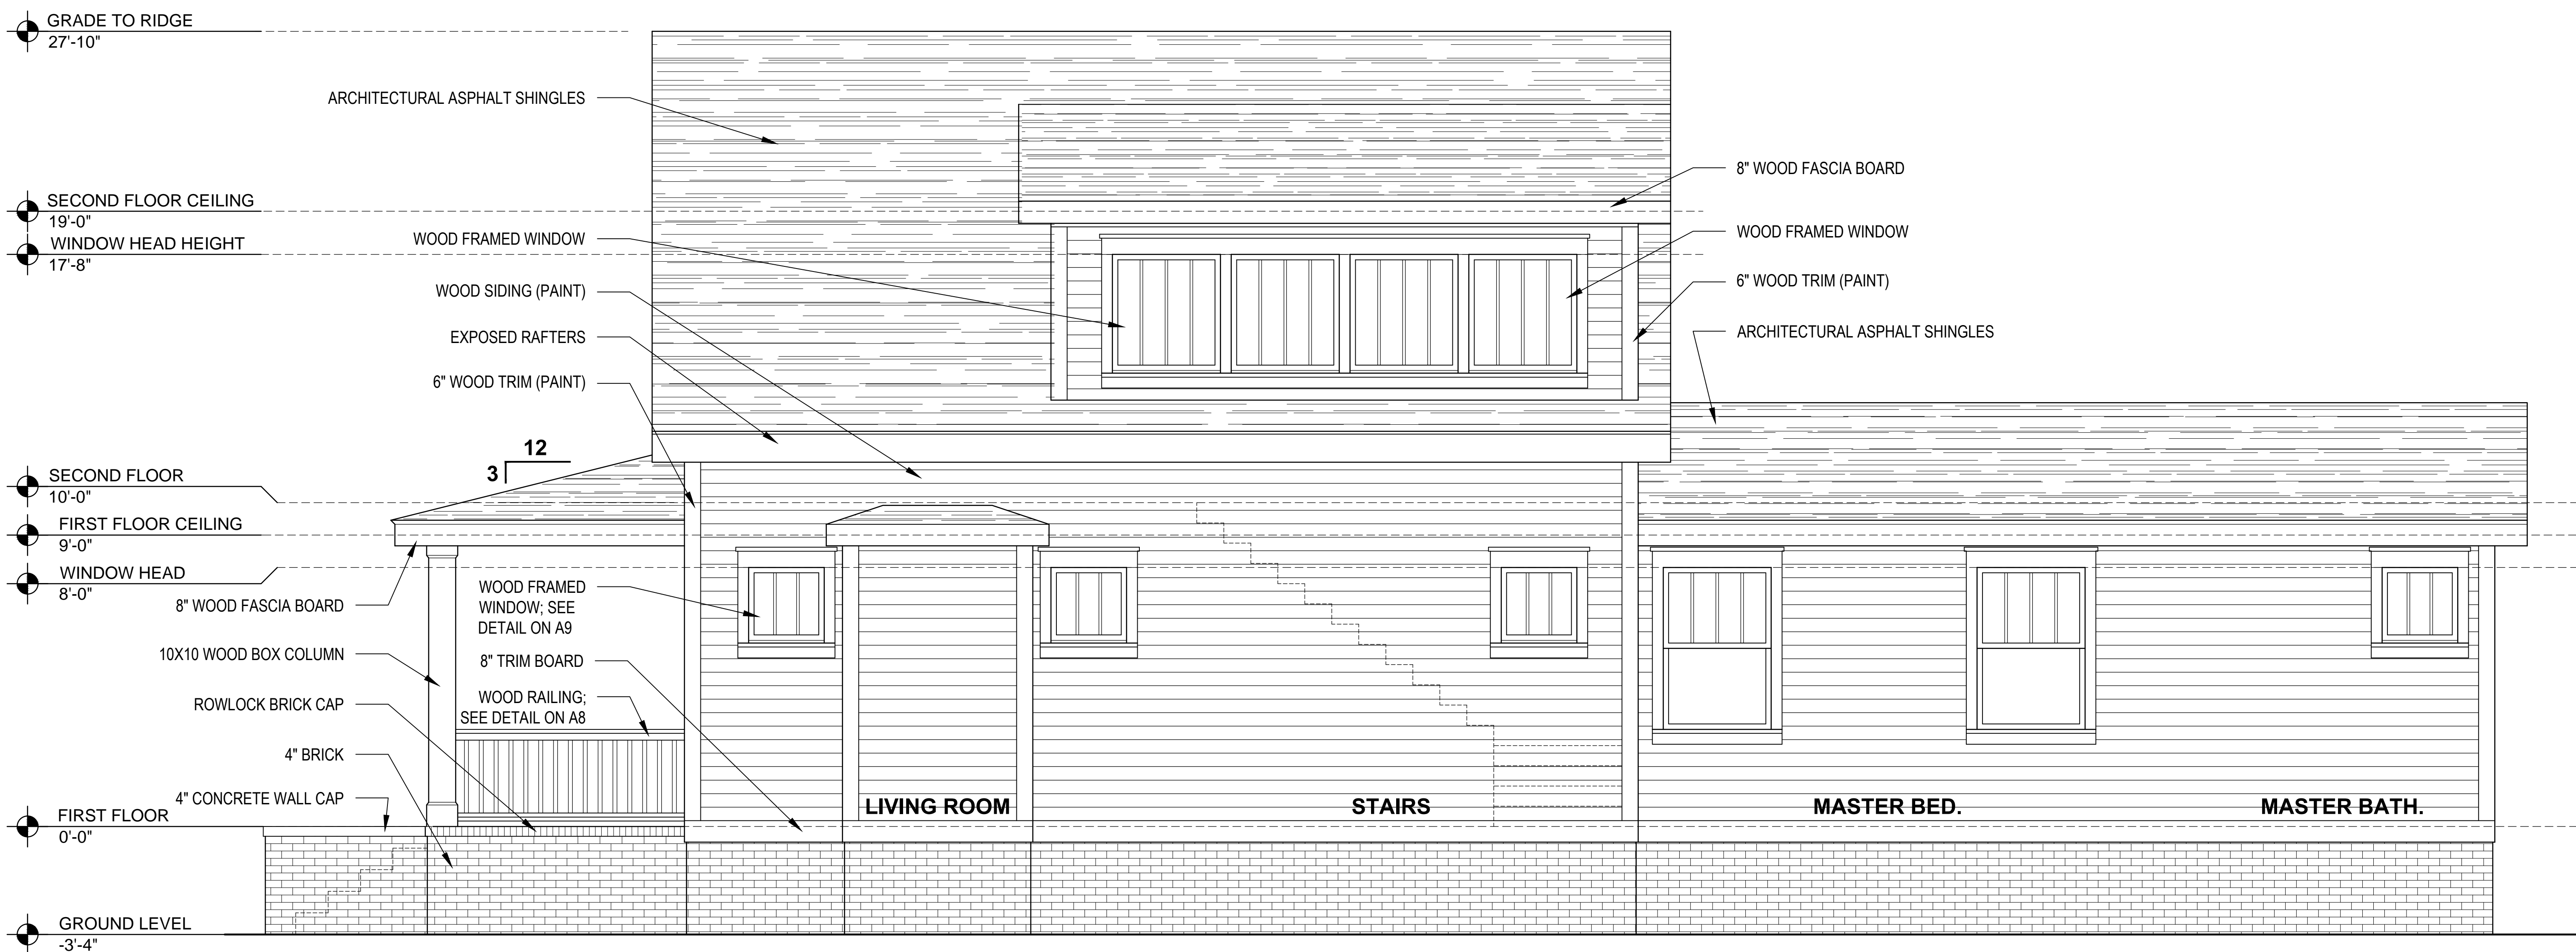 GRADE TO RIDGE
27'-10"
ARCHITECTURAL ASPHALT SHINGLES
8" WOOD FASCIA BOARD
SECOND FLOOR CEILING
19'-0"
WINDOW HEAD HEIGHT
17'-8"
WOOD FRAMED WINDOW
WOOD FRAMED WINDOW
WOOD SIDING (PAINT)
6" WOOD TRIM (PAINT)
EXPOSED RAFTERS
ARCHITECTURAL ASPHALT SHINGLES
6" WOOD TRIM (PAINT)
12
3
SECOND FLOOR
10'-0"
FIRST FLOOR CEILING
9'-0"
WINDOW HEAD
8'-0"
WOOD FRAMED
WINDOW; SEE
DETAIL ON A9
8" WOOD FASCIA BOARD
10X10 WOOD BOX COLUMN
8" TRIM BOARD
ROWLOCK BRICK CAP
WOOD RAILING;
SEE DETAIL ON A8
4" BRICK
4" CONCRETE WALL CAP
LIVING ROOM
STAIRS
MASTER BED.
MASTER BATH.
FIRST FLOOR
0'-0"
GROUND LEVEL
-3'-4"